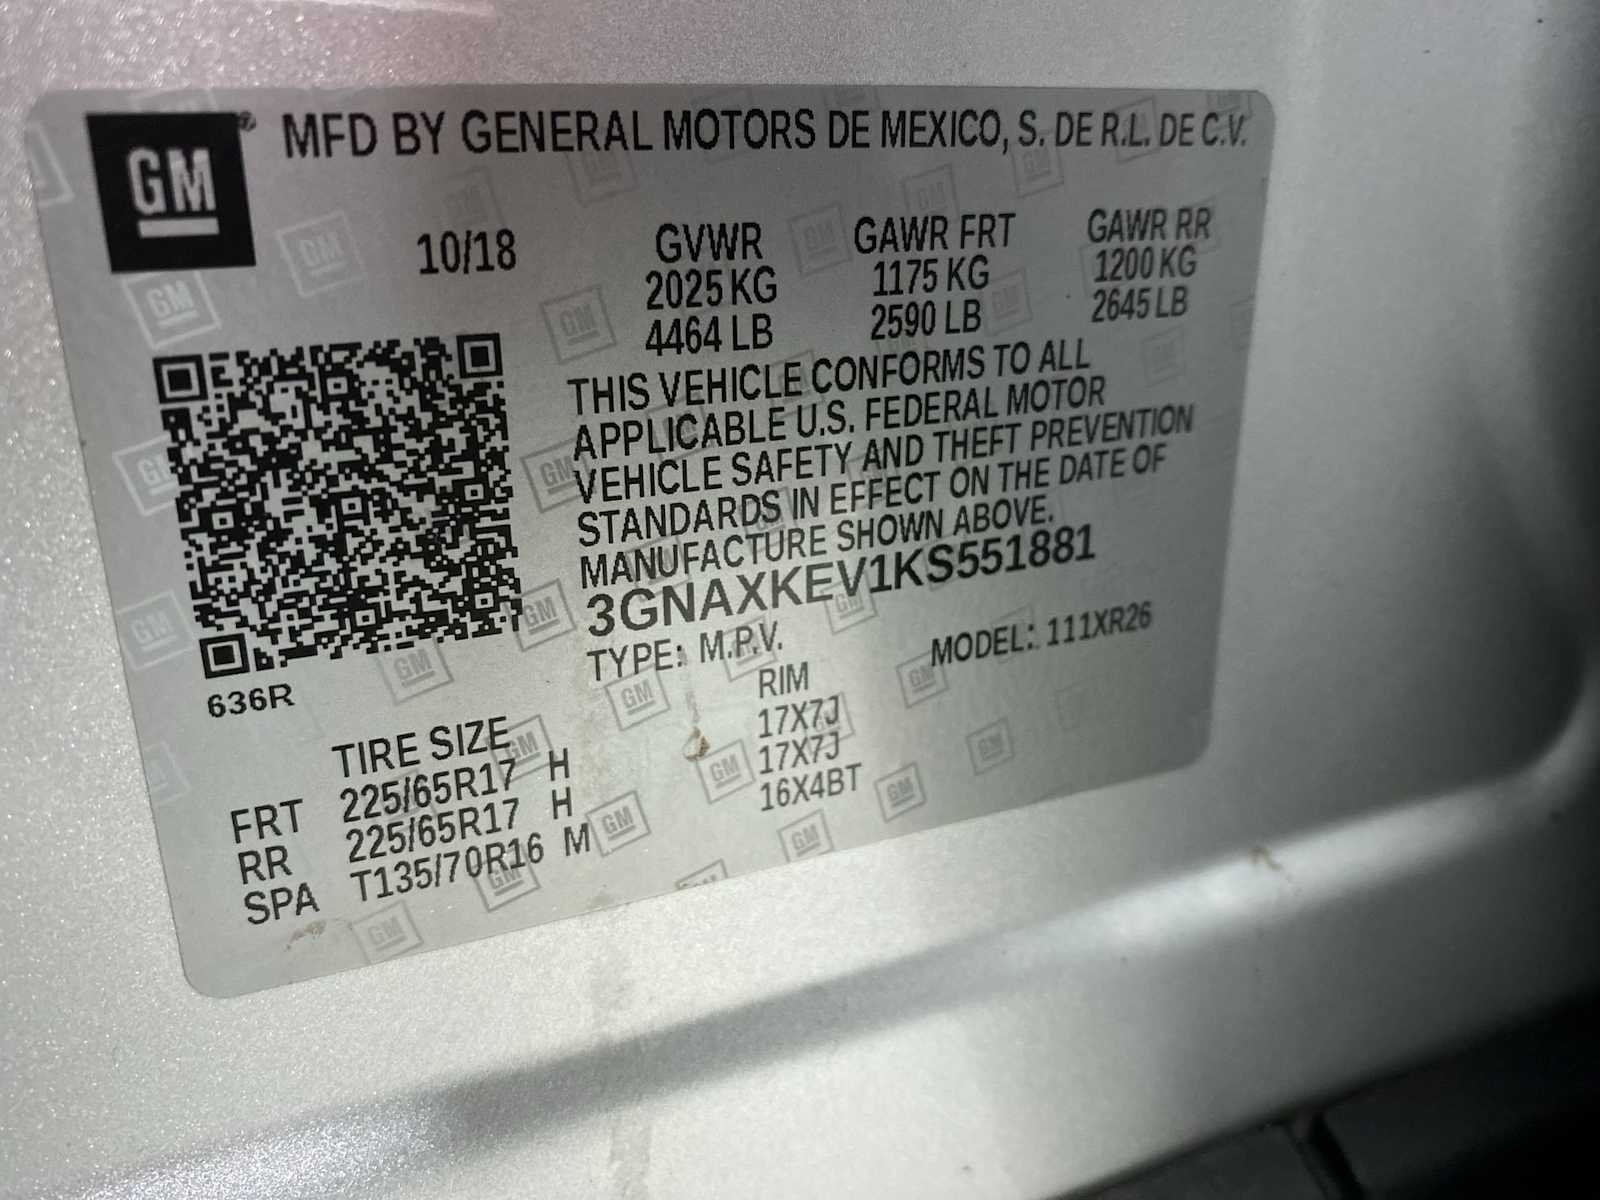 GM® MFD BY GENERAL MOTORS DE MEXICO, S. DE R.L. DE C.V.
10/18 GVWR GAWR FRT GAWR RR
2025 KG 1175 KG 1200 KG
4464 LB 2590 LB 2645 LB
THIS VEHICLE CONFORMS TO ALL
APPLICABLE U.S. FEDERAL MOTOR
VEHICLE SAFETY AND THEFT PREVENTION
STANDARDS IN EFFECT ON THE DATE OF
MANUFACTURE SHOWN ABOVE.
3GNAXKEV1KS551881
TYPE: M.P.V. MODEL: 111XR26
636R
TIRE SIZE RIM
FRT 225/65R17 H 17X7J
RR 225/65R17 H 17X7J
SPA T135/70R16 M 16X4BT